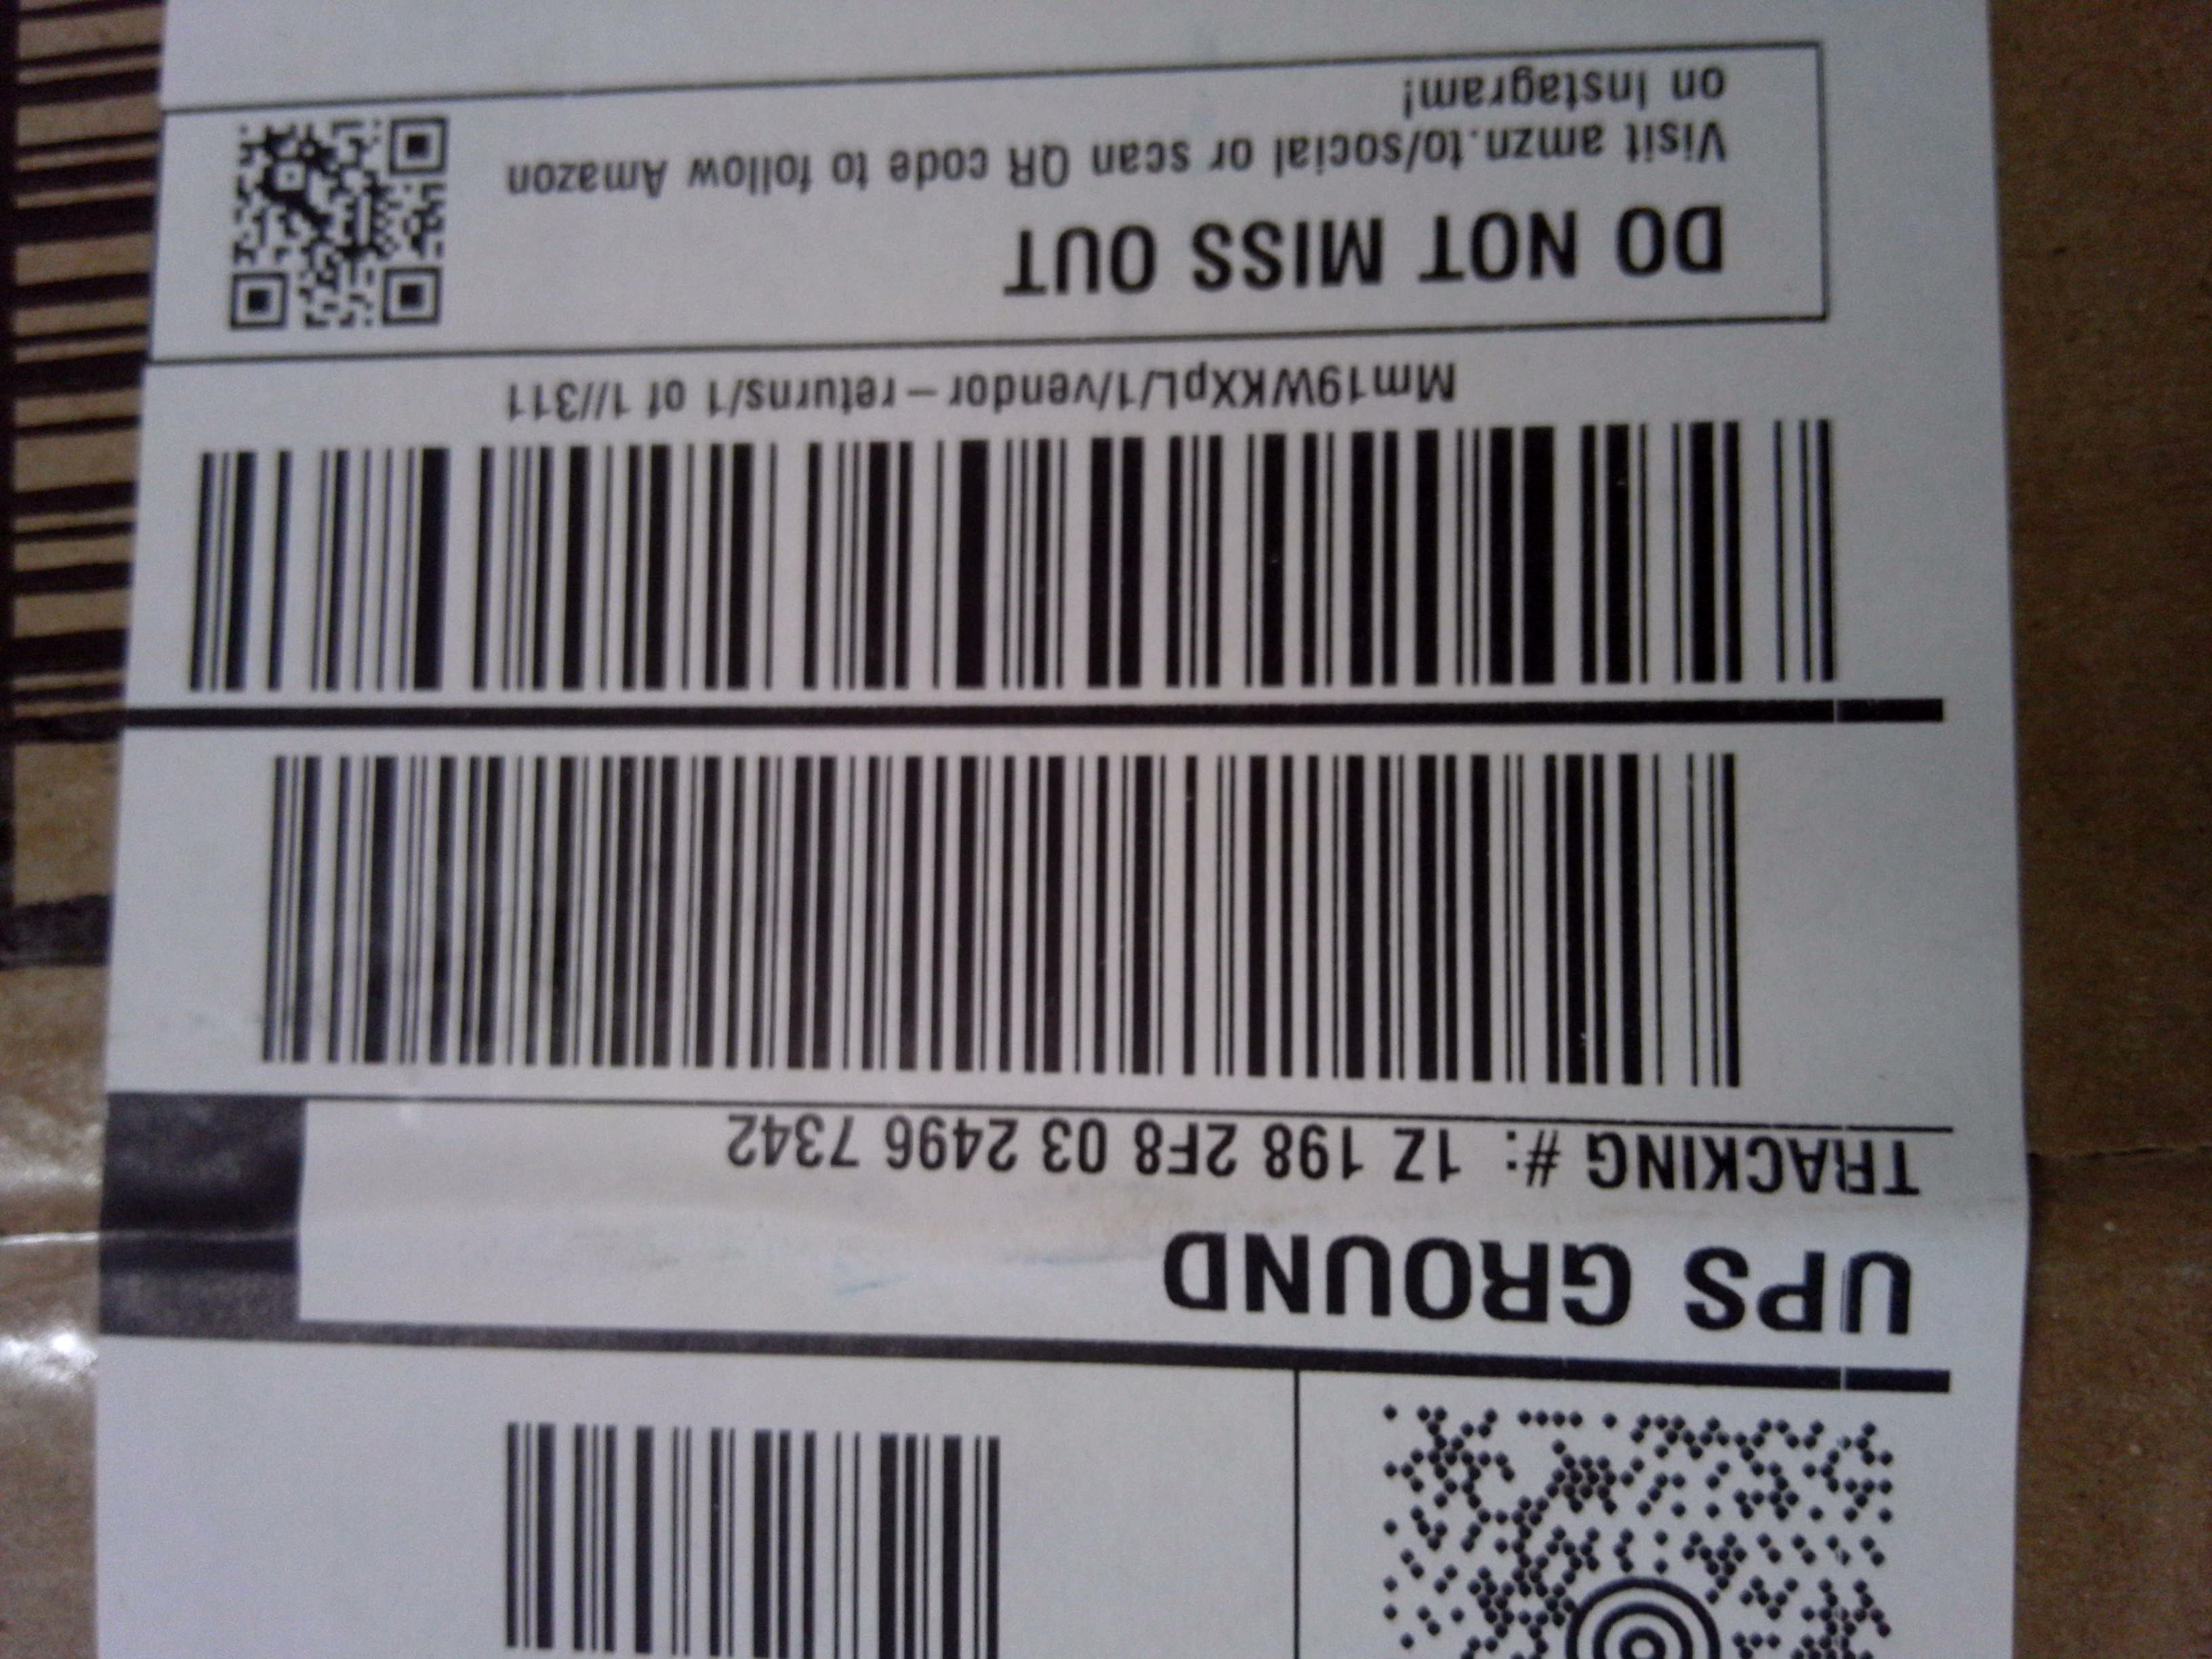 UPS GROUND
TRACKING #: 1Z 198 2F8 03 2496 7342
Mm19WKXpL/1/vendor-returns/1 of 1//311
DO NOT MISS OUT
Visit amzn.to/social or scan QR code to follow Amazon
on Instagram!